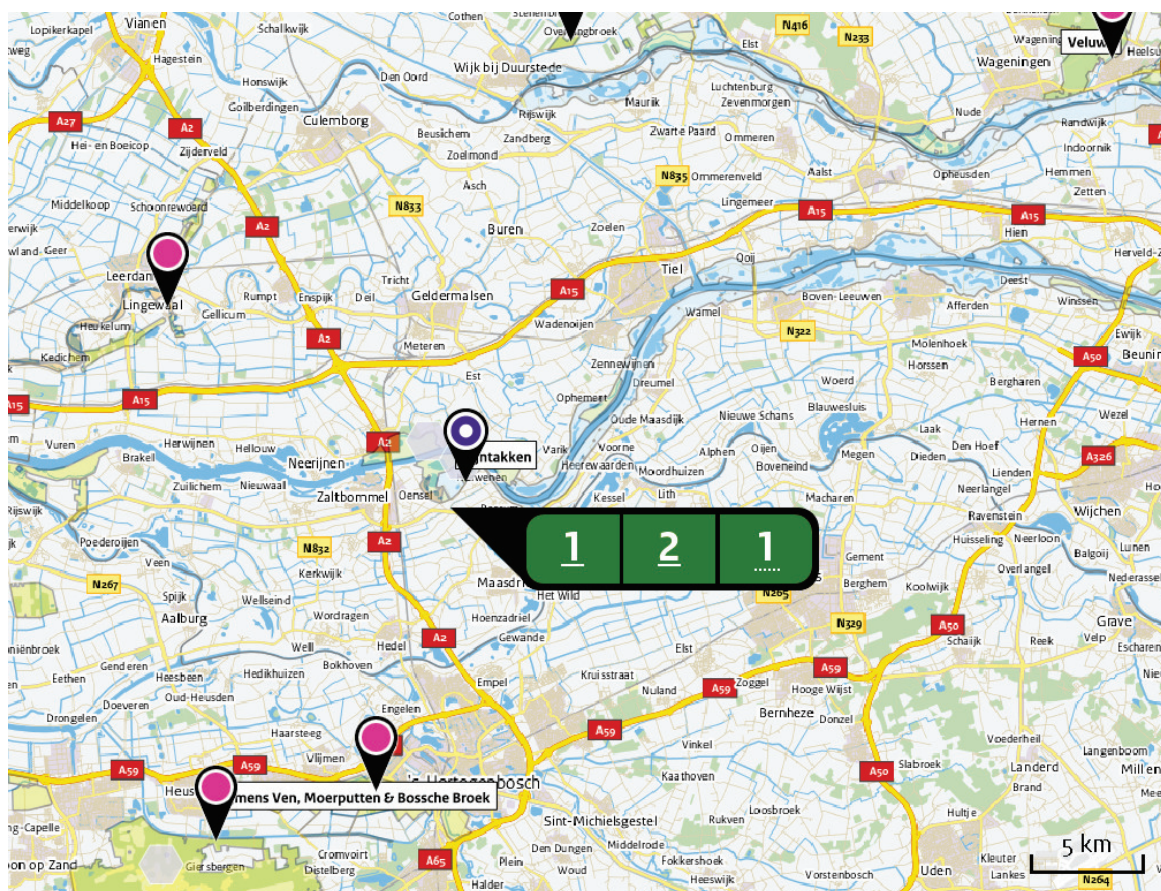 Vianen
Cothen
Overlangbroek
N416
N233
Elst
Veluwe
Heelsum
Wageningen
Lopikerkapel
Schalkwijk
Hagestein
Wijk bij Duurstede
Honswijk
Den Oord
Luchtenburg
Zevenmorgen
Goilberdingen
Maurik
Nude
A27
A2
Culemborg
Beusichem
Rijswijk
Zandberg
Zwarte Paard
Ommeren
Randwijk
Hei- en Boeicop
Zijderveld
Zoelmond
Indoornik
Asch
N835
Ommerenveld
Aalst
Opheusden
Hemmen
Zetten
Middelkoop
Schoonrewoerd
N833
Lingemeer
A2
Buren
Zoelen
A15
A15
Hien
Leerdam
Tricht
Tiel
Ooij
Herveld-Z
Lingewaal
Rumpt
Enspijk
Deil
Geldermalsen
A15
Boven-Leeuwen
Deest
Winssen
Gellicum
Wadenoijen
Wamel
Afferden
Heukelum
A2
N322
Ewijk
Kedichem
Meteren
Molenhoek
A50
Beuning
Est
Zennewijnen
Horssen
A15
A15
Dreumel
Woerd
Bergharen
Ophemert
Oude Maasdijk
Nieuwe Schans
Blauwesluis
Wezel
Vuren
Herwijnen
Hellouw
A2
Varik
Voorne
Laak
Hernen
Brakel
Neerijnen
Heerewaarden
Alphen
Oijen
Megen
Den Hoef
A326
Moordhuizen
Boveneind
Dieden
Lienden
Zuilichem
Nieuwaal
Zaltbommel
Oensel
Kessel
Lith
Macharen
Neerlangel
Rijswijk
Ravenstein
Wijchen
Poederoijen
N832
A2
Huisseling
Neerloon
Veen
1 2 1
Gement
Balgoij
Lunen
N267
Kerkwijk
Maasdriel
Het Wild
Berghem
Koolwijk
Overlangel
Nederasselt
Spijk
Wellseind
N265
Aalburg
Wordragen
Hoenzadriel
N329
A50
Grave
Hedel
A2
Gewande
Velp
Well
Elst
Schaijk
Reek
Escharen
Genderen
Bokhoven
Kruisstraat
A59
Eethen
Heesbeen
Hedikhuizen
Empel
Nuland
A59
Zoggel
Hooge Wijst
Oud-Heusden
Engelen
Bernheze
Donzel
Drongelen
Doeveren
Haarsteeg
A59
Vinkel
Voederheil
Vlijmen
Langenboom
A59
A59
's-Hertogenbosch
Kaathoven
A50
Slabroek
Landerd
Mens Ven, Moerputten & Bossche Broek
Loosbroek
Sint-Michielsgestel
Rukven
Hultje
Giersbergen
Cromvoirt
Den Dungen
Middelrode
Kleuter
5 km
Distelberg
A65
Plein
Woud
Fokkershoek
Uden
Lankes
N264
Halder
Heeswijk
Vorstenbosch